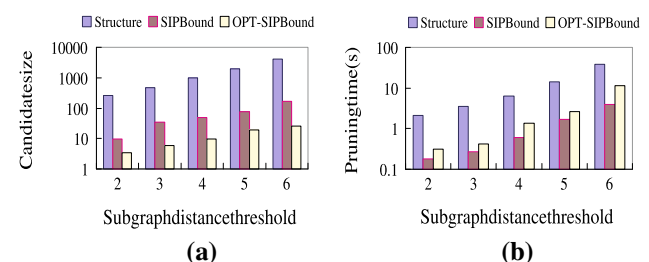 Structure SIPBound OPT-SIPBound
Candidatesize
10000
1000
100
10
1
2 3 4 5 6
Subgraphdistancethreshold
(a)
Structure SIPBound OPT-SIPBound
Pruningtime(s)
100
10
1
0.1
2 3 4 5 6
Subgraphdistancethreshold
(b)